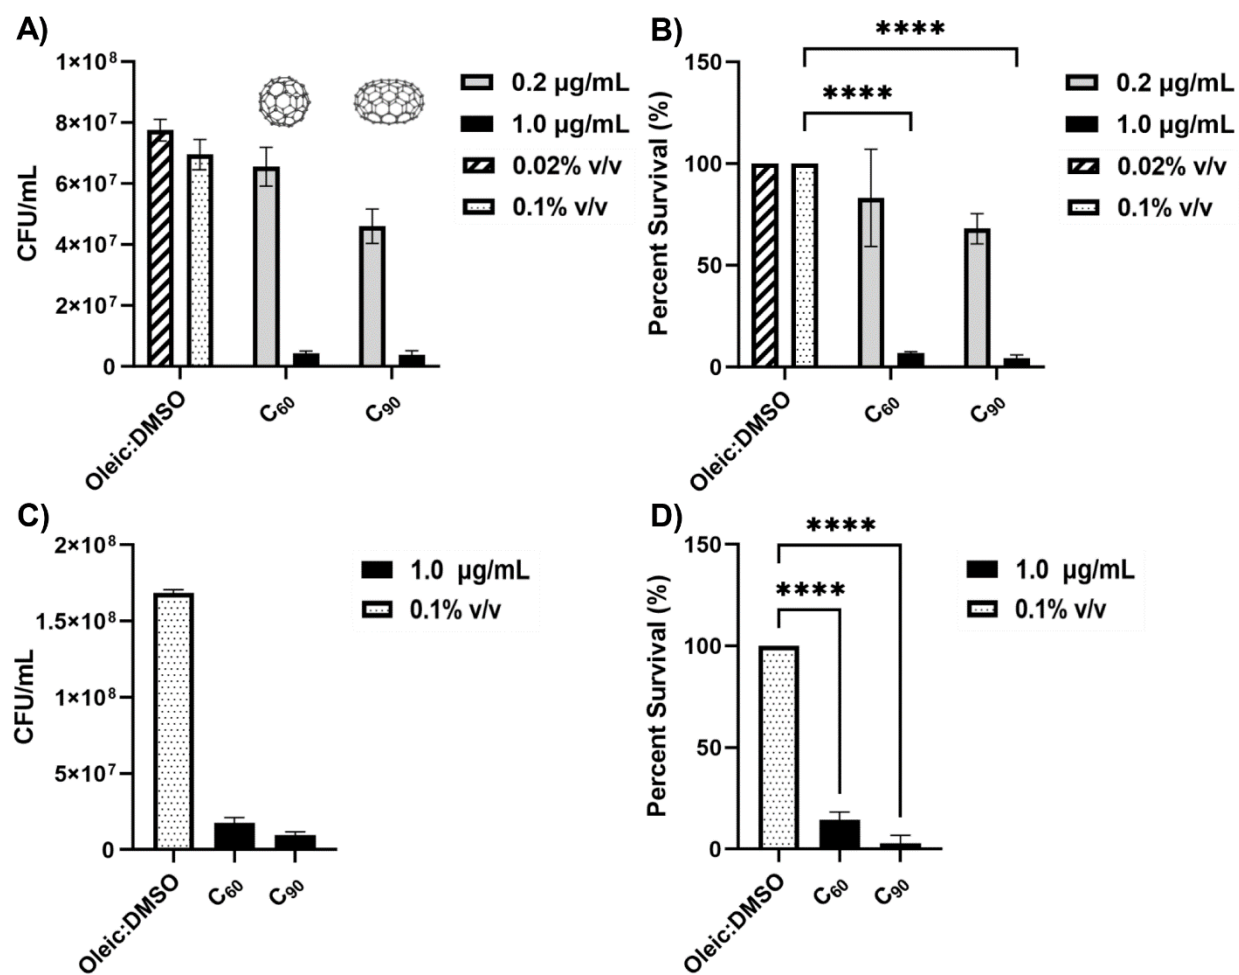 A)
CFU/mL
1×10⁸
8×10⁷
6×10⁷
4×10⁷
2×10⁷
0
Oleic:DMSO
C₆₀
C₉₀
0.2 µg/mL
1.0 µg/mL
0.02% v/v
0.1% v/v
B)
Percent Survival (%)
150
100
50
0
****
****
Oleic:DMSO
C₆₀
C₉₀
0.2 µg/mL
1.0 µg/mL
0.02% v/v
0.1% v/v
C)
CFU/mL
2×10⁸
1.5×10⁸
1×10⁸
5×10⁷
0
Oleic:DMSO
C₆₀
C₉₀
1.0 µg/mL
0.1% v/v
D)
Percent Survival (%)
150
100
50
0
****
****
Oleic:DMSO
C₆₀
C₉₀
1.0 µg/mL
0.1% v/v